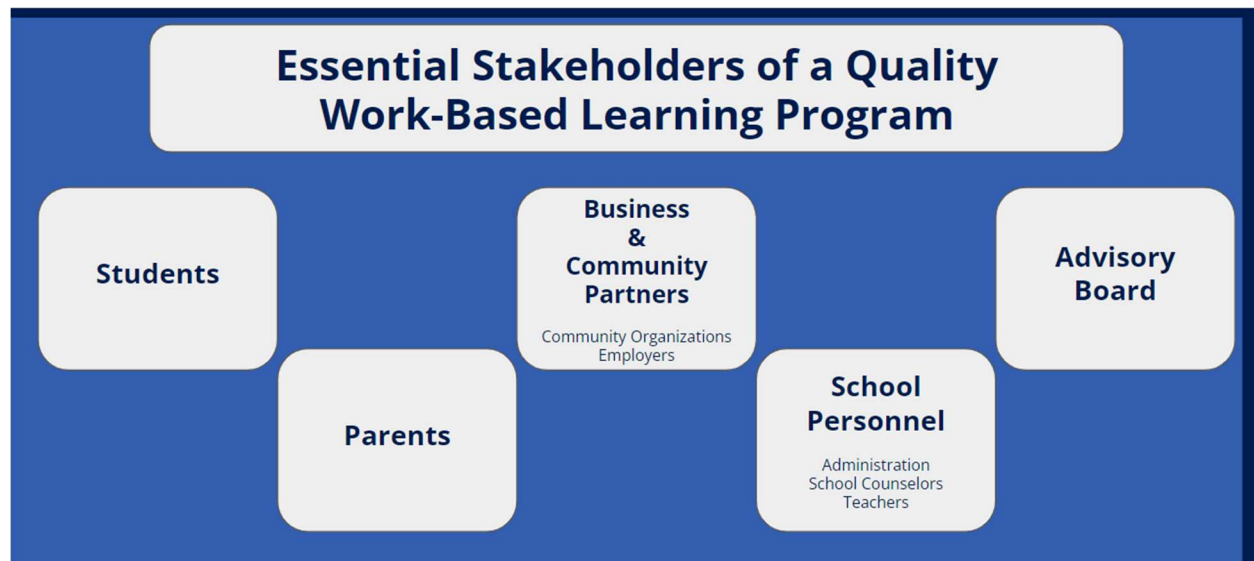 Essential Stakeholders of a Quality
Work-Based Learning Program
Students
Parents
Business
&
Community
Partners
Community Organizations
Employers
School
Personnel
Administration
School Counselors
Teachers
Advisory
Board